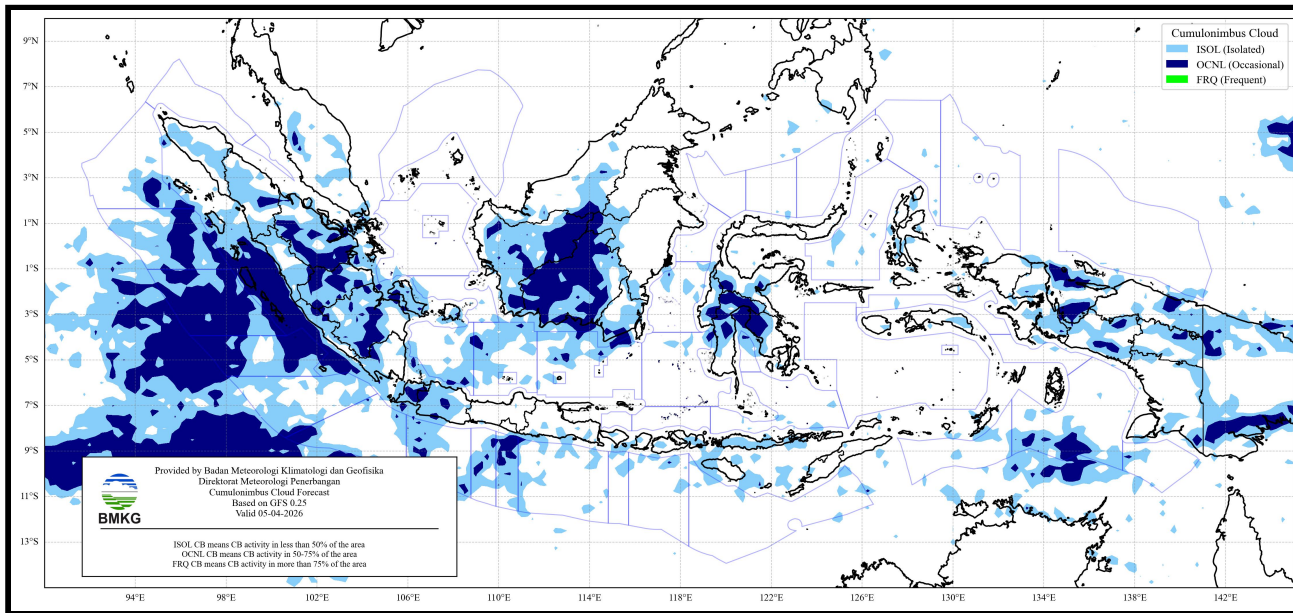 Cumulonimbus Cloud
ISOL (Isolated)
OCNL (Occasional)
FRQ (Frequent)
9°N
7°N
5°N
3°N
1°N
1°S
3°S
5°S
7°S
9°S
11°S
13°S
Provided by Badan Meteorologi Klimatologi dan Geofisika
Direktorat Meteorologi Penerbangan
Cumulonimbus Cloud Forecast
Based on GFS 0.25
Valid 05-04-2026
BMKG
ISOL CB means CB activity in less than 50% of the area
OCNL CB means CB activity in 50-75% of the area
FRQ CB means CB activity in more than 75% of the area
94°E 98°E 102°E 106°E 110°E 114°E 118°E 122°E 126°E 130°E 134°E 138°E 142°E